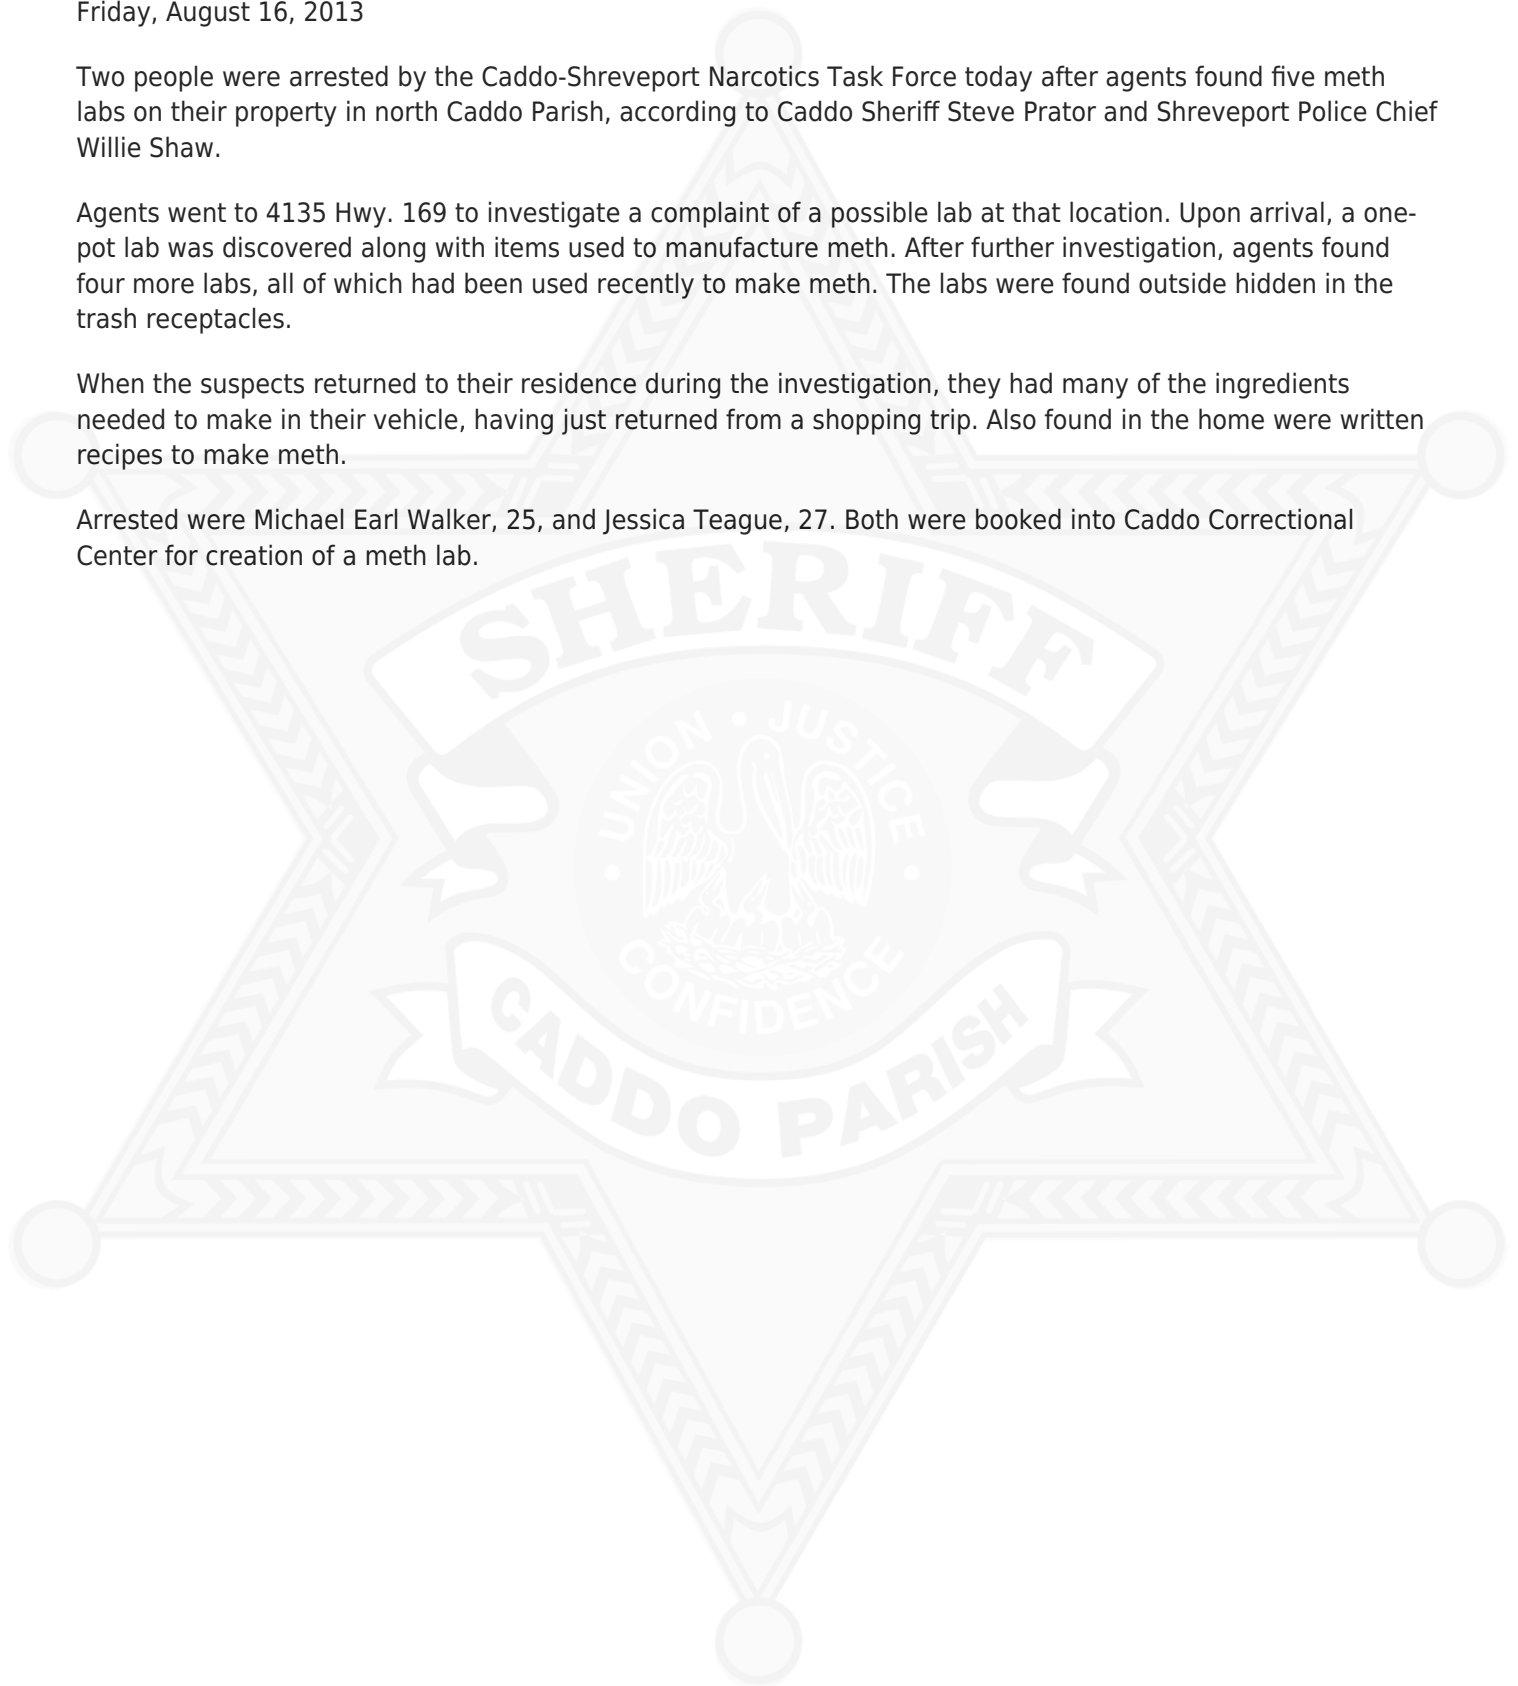 Friday, August 16, 2013
Two people were arrested by the Caddo-Shreveport Narcotics Task Force today after agents found five meth
labs on their property in north Caddo Parish, according to Caddo Sheriff Steve Prator and Shreveport Police Chief
Willie Shaw.
Agents went to 4135 Hwy. 169 to investigate a complaint of a possible lab at that location. Upon arrival, a one-
pot lab was discovered along with items used to manufacture meth. After further investigation, agents found
four more labs, all of which had been used recently to make meth. The labs were found outside hidden in the
trash receptacles.
When the suspects returned to their residence during the investigation, they had many of the ingredients
needed to make in their vehicle, having just returned from a shopping trip. Also found in the home were written
recipes to make meth.
Arrested were Michael Earl Walker, 25, and Jessica Teague, 27. Both were booked into Caddo Correctional
Center for creation of a meth lab.
SHERIFF
UNION • JUSTICE
• CONFIDENCE •
CADDO PARISH